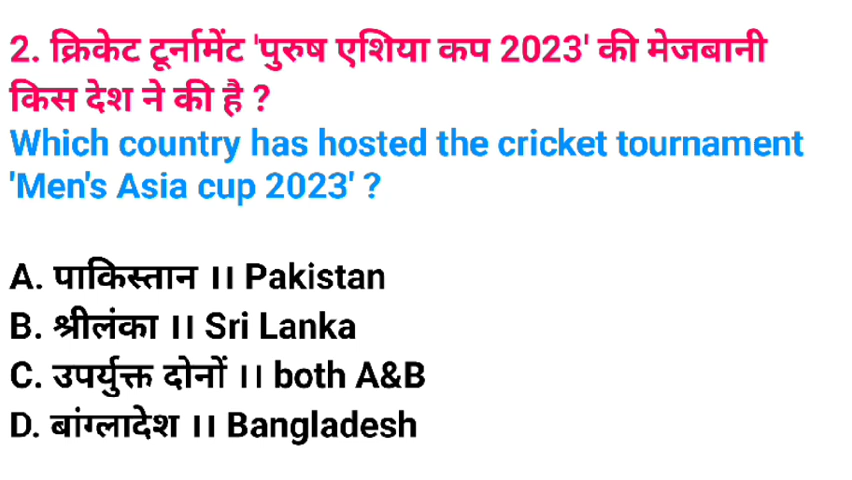 2. क्रिकेट टूर्नामेंट 'पुरुष एशिया कप 2023' की मेजबानी
किस देश ने की है ?
Which country has hosted the cricket tournament
'Men's Asia cup 2023' ?
A. पाकिस्तान ।। Pakistan
B. श्रीलंका ।। Sri Lanka
C. उपर्युक्त दोनों ।। both A&B
D. बांग्लादेश ।। Bangladesh